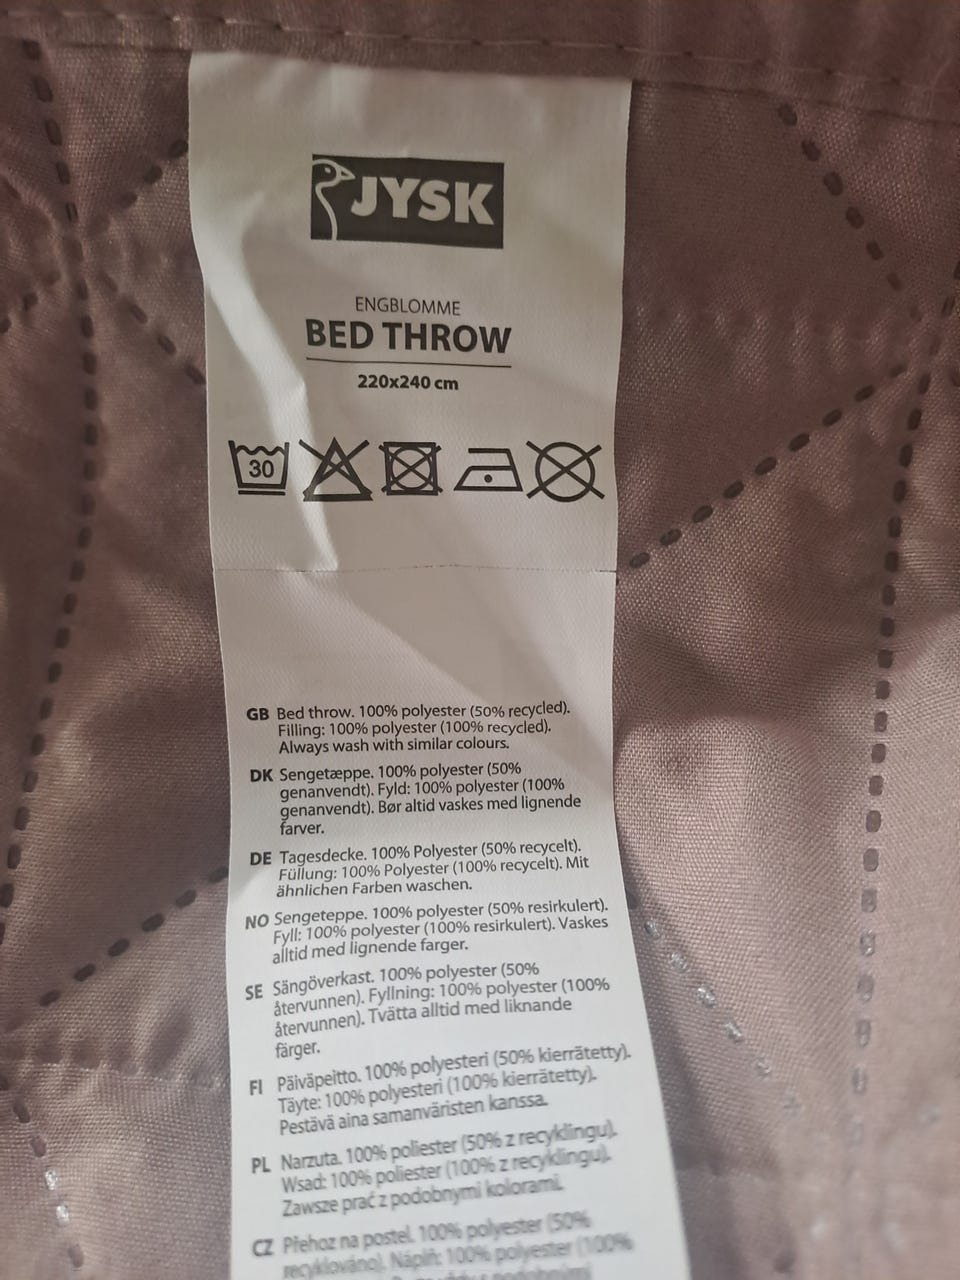 JYSK
ENGBLOMME
BED THROW
220x240 cm
30
GB Bed throw. 100% polyester (50% recycled).
Filling: 100% polyester (100% recycled).
Always wash with similar colours.
DK Sengetæppe. 100% polyester (50%
genanvendt). Fyld: 100% polyester (100%
genanvendt). Bør altid vaskes med lignende
farver.
DE Tagesdecke. 100% Polyester (50% recycelt).
Füllung: 100% Polyester (100% recycelt). Mit
ähnlichen Farben waschen.
NO Sengeteppe. 100% polyester (50% resirkulert).
Fyll: 100% polyester (100% resirkulert). Vaskes
alltid med lignende farger.
SE Sängöverkast. 100% polyester (50%
återvunnen). Fyllning: 100% polyester (100%
återvunnen). Tvätta alltid med liknande
färger.
FI Päiväpeitto. 100% polyesteri (50% kierrätetty).
Täyte: 100% polyesteri (100% kierrätetty).
Pestävä aina samanväristen kanssa.
PL Narzuta. 100% poliester (50% z recyklingu).
Wsad: 100% poliester (100% z recyklingu).
Zawsze prać z podobnymi kolorami.
CZ Přehoz na postel. 100% polyester (50%
recyklováno). Náplň: 100% polyester (100%